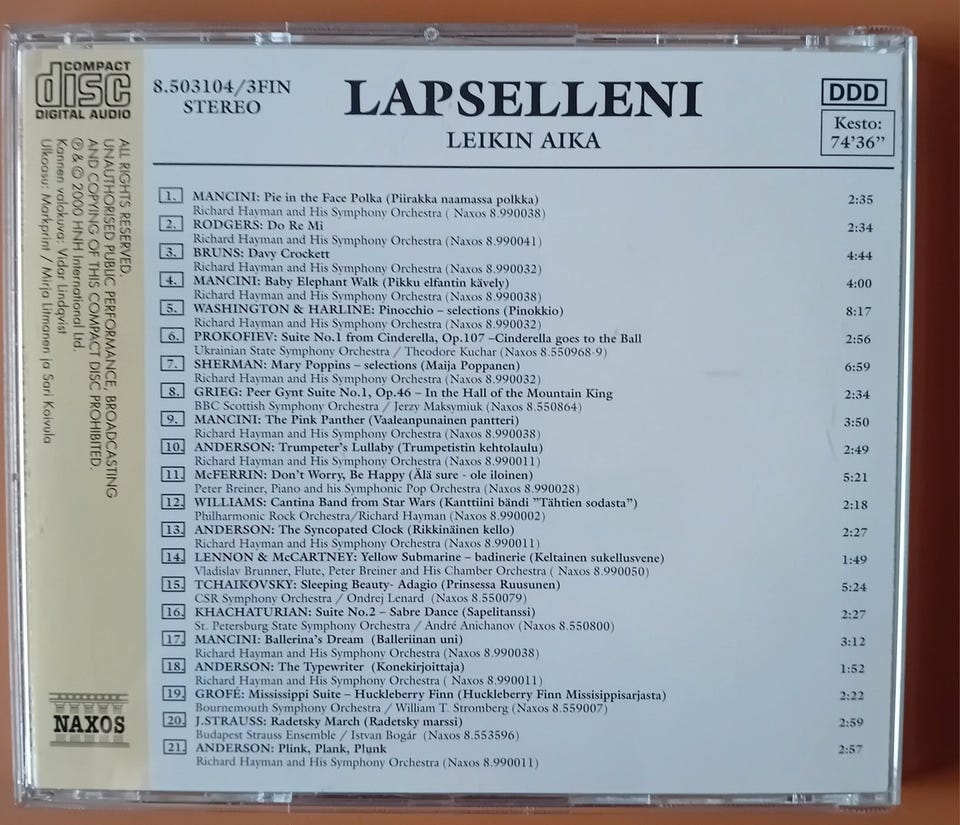 COMPACT
disc
DIGITAL AUDIO
ALL RIGHTS RESERVED.
UNAUTHORISED PUBLIC PERFORMANCE, BROADCASTING
AND COPYING OF THIS COMPACT DISC PROHIBITED.
℗ & © 2000 HNH International Ltd.
Kannen valokuva: Vidar Lindqvist
Ulkoasu: Markprint / Mirja Litmanen ja Sari Koivula
NAXOS
8.503104/3FIN
STEREO
LAPSELLENI
LEIKIN AIKA
DDD
Kesto:
74'36"
1. MANCINI: Pie in the Face Polka (Piirakka naamassa polkka) 2:35
Richard Hayman and His Symphony Orchestra ( Naxos 8.990038)
2. RODGERS: Do Re Mi 2:34
Richard Hayman and His Symphony Orchestra (Naxos 8.990041)
3. BRUNS: Davy Crockett 4:44
Richard Hayman and His Symphony Orchestra (Naxos 8.990032)
4. MANCINI: Baby Elephant Walk (Pikku elfantin kävely) 4:00
Richard Hayman and His Symphony Orchestra (Naxos 8.990038)
5. WASHINGTON & HARLINE: Pinocchio – selections (Pinokkio) 8:17
Richard Hayman and His Symphony Orchestra (Naxos 8.990032)
6. PROKOFIEV: Suite No.1 from Cinderella, Op.107 –Cinderella goes to the Ball 2:56
Ukrainian State Symphony Orchestra / Theodore Kuchar (Naxos 8.550968-9)
7. SHERMAN: Mary Poppins – selections (Maija Poppanen) 6:59
Richard Hayman and His Symphony Orchestra (Naxos 8.990032)
8. GRIEG: Peer Gynt Suite No.1, Op.46 – In the Hall of the Mountain King 2:34
BBC Scottish Symphony Orchestra / Jerzy Maksymiuk (Naxos 8.550864)
9. MANCINI: The Pink Panther (Vaaleanpunainen pantteri) 3:50
Richard Hayman and His Symphony Orchestra (Naxos 8.990038)
10. ANDERSON: Trumpeter's Lullaby (Trumpetistin kehtolaulu) 2:49
Richard Hayman and His Symphony Orchestra (Naxos 8.990011)
11. McFERRIN: Don't Worry, Be Happy (Älä sure - ole iloinen) 5:21
Peter Breiner, Piano and his Symphonic Pop Orchestra (Naxos 8.990028)
12. WILLIAMS: Cantina Band from Star Wars (Kanttiini bändi "Tähtien sodasta") 2:18
Philharmonic Rock Orchestra/Richard Hayman (Naxos 8.990002)
13. ANDERSON: The Syncopated Clock (Rikkinäinen kello) 2:27
Richard Hayman and His Symphony Orchestra (Naxos 8.990011)
14. LENNON & McCARTNEY: Yellow Submarine – badinerie (Keltainen sukellusvene) 1:49
Vladislav Brunner, Flute, Peter Breiner and His Chamber Orchestra ( Naxos 8.990050)
15. TCHAIKOVSKY: Sleeping Beauty- Adagio (Prinsessa Ruusunen) 5:24
CSR Symphony Orchestra / Ondrej Lenard (Naxos 8.550079)
16. KHACHATURIAN: Suite No.2 – Sabre Dance (Sapelitanssi) 2:27
St. Petersburg State Symphony Orchestra / André Anichanov (Naxos 8.550800)
17. MANCINI: Ballerina's Dream (Balleriinan uni) 3:12
Richard Hayman and His Symphony Orchestra (Naxos 8.990038)
18. ANDERSON: The Typewriter (Konekirjoittaja) 1:52
Richard Hayman and His Symphony Orchestra (Naxos 8.990011)
19. GROFÉ: Mississippi Suite – Huckleberry Finn (Huckleberry Finn Missisippisarjasta) 2:22
Bournemouth Symphony Orchestra / William T. Stromberg (Naxos 8.559007)
20. J.STRAUSS: Radetsky March (Radetsky marssi) 2:59
Budapest Strauss Ensemble / Istvan Bogár (Naxos 8.553596)
21. ANDERSON: Plink, Plank, Plunk 2:57
Richard Hayman and His Symphony Orchestra (Naxos 8.990011)